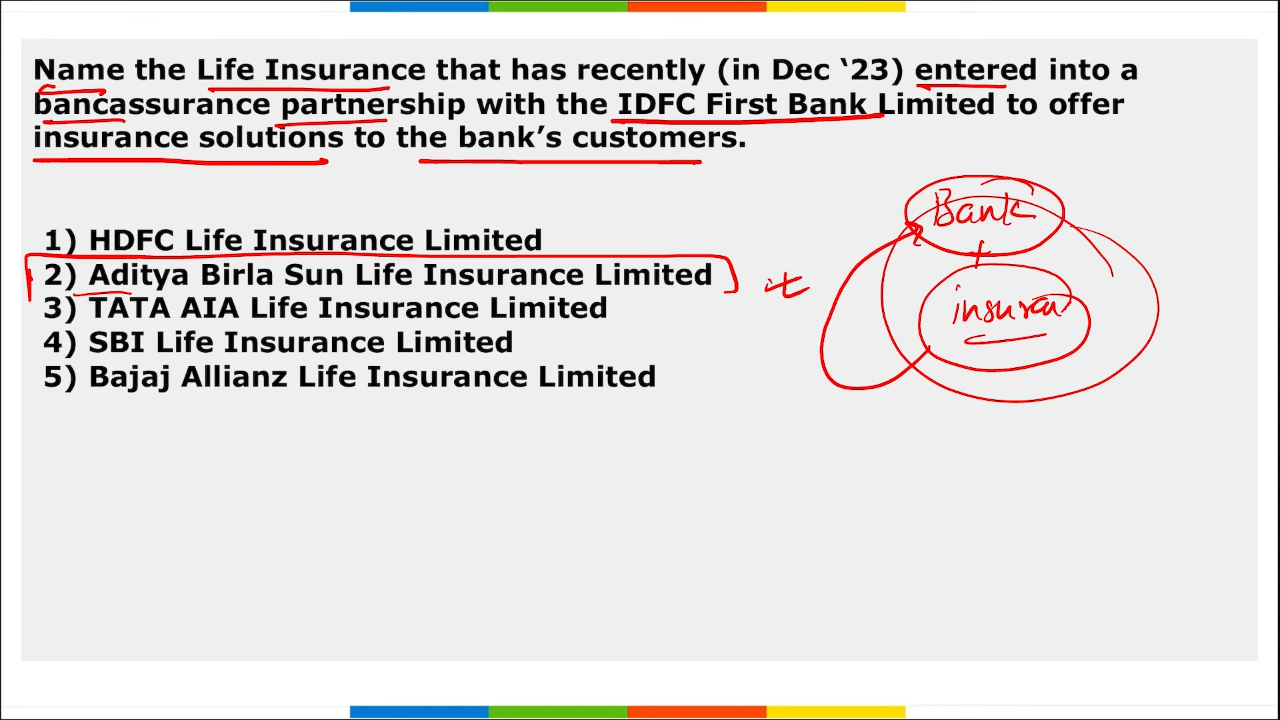 Name the Life Insurance that has recently (in Dec ‘23) entered into a
bancassurance partnership with the IDFC First Bank Limited to offer
insurance solutions to the bank’s customers.
1) HDFC Life Insurance Limited
2) Aditya Birla Sun Life Insurance Limited
3) TATA AIA Life Insurance Limited
4) SBI Life Insurance Limited
5) Bajaj Allianz Life Insurance Limited
Bank
+